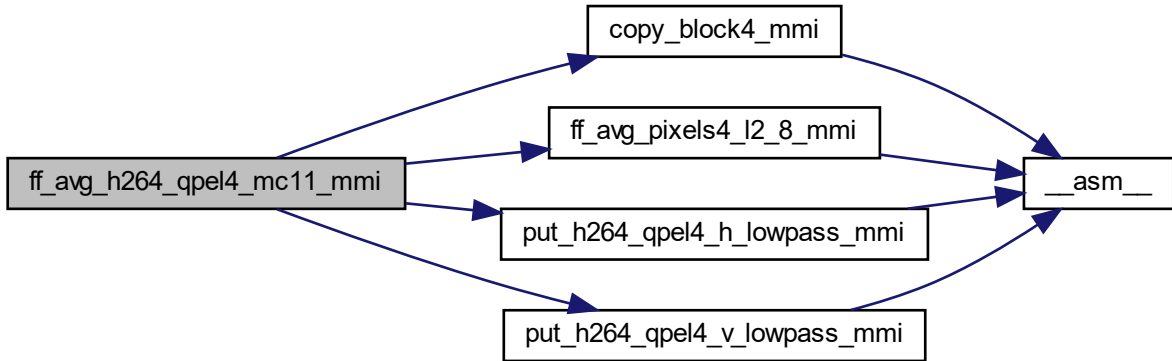 copy_block4_mmi
ff_avg_pixels4_l2_8_mmi
ff_avg_h264_qpel4_mc11_mmi
__asm__
put_h264_qpel4_h_lowpass_mmi
put_h264_qpel4_v_lowpass_mmi